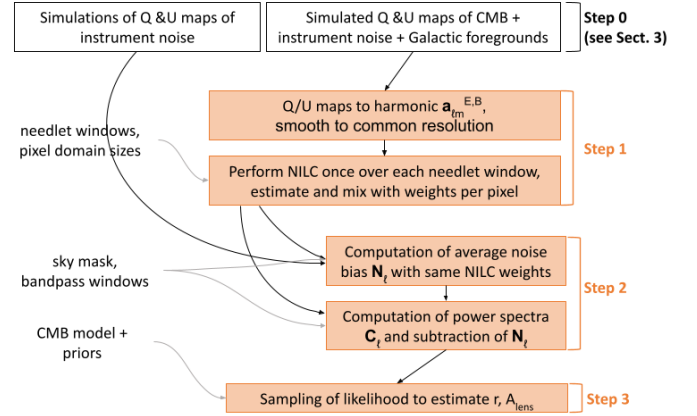 Simulations of Q &U maps of
instrument noise
Simulated Q &U maps of CMB +
instrument noise + Galactic foregrounds
Step 0
(see Sect. 3)
Q/U maps to harmonic aℓm^E,B,
smooth to common resolution
needlet windows,
pixel domain sizes
Step 1
Perform NILC once over each needlet window,
estimate and mix with weights per pixel
Computation of average noise
bias Nℓ with same NILC weights
sky mask,
bandpass windows
Step 2
Computation of power spectra
Cℓ and subtraction of Nℓ
CMB model +
priors
Sampling of likelihood to estimate r, Alens
Step 3